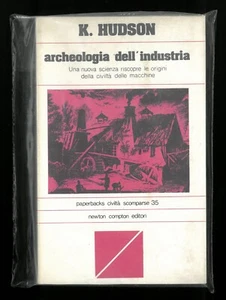 K. HUDSON
archeologia dell'industria
Una nuova scienza riscopre le origini
della civiltà delle macchine
paperbacks civiltà scomparse 35
newton compton editori